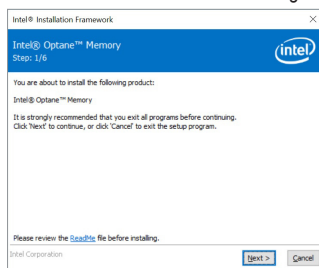 Intel® Installation Framework
Intel® Optane™ Memory
Step: 1/6
intel
You are about to install the following product:
Intel® Optane™ Memory
It is strongly recommended that you exit all programs before continuing.
Click 'Next' to continue, or click 'Cancel' to exit the setup program.
Please review the ReadMe file before installing.
Intel Corporation
Next >
Cancel